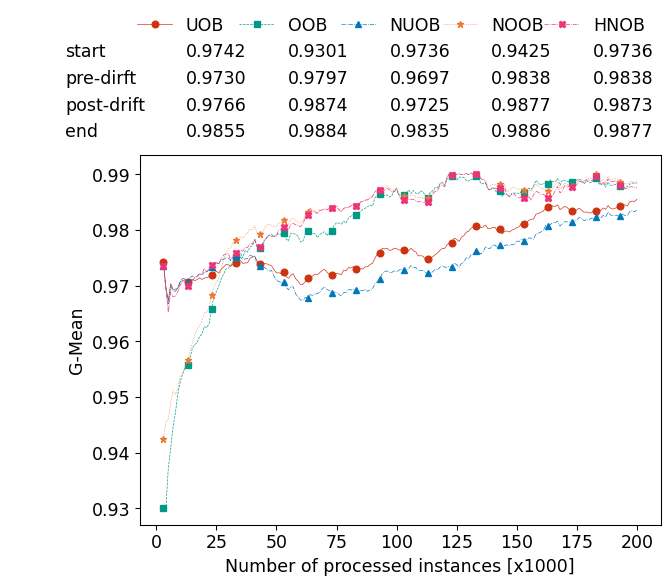 UOB OOB NUOB NOOB HNOB
start 0.9742 0.9301 0.9736 0.9425 0.9736
pre-dirft 0.9730 0.9797 0.9697 0.9838 0.9838
post-drift 0.9766 0.9874 0.9725 0.9877 0.9873
end 0.9855 0.9884 0.9835 0.9886 0.9877
0.99
0.98
0.97
0.96
0.95
0.94
0.93
G-Mean
0 25 50 75 100 125 150 175 200
Number of processed instances [x1000]